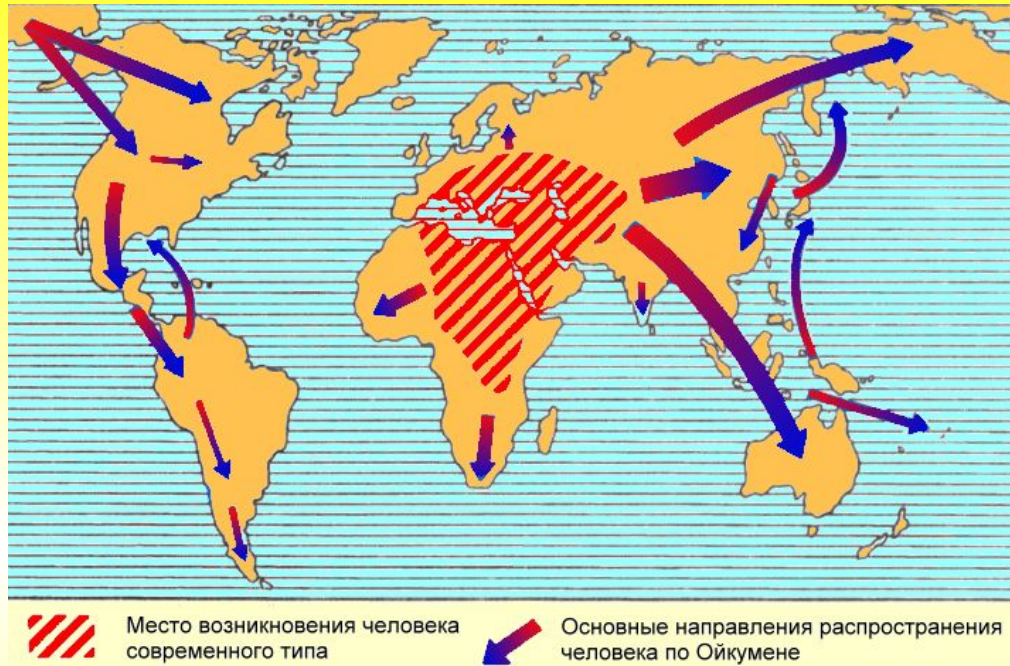 Место возникновения человека
современного типа
Основные направления распространения
человека по Ойкумене